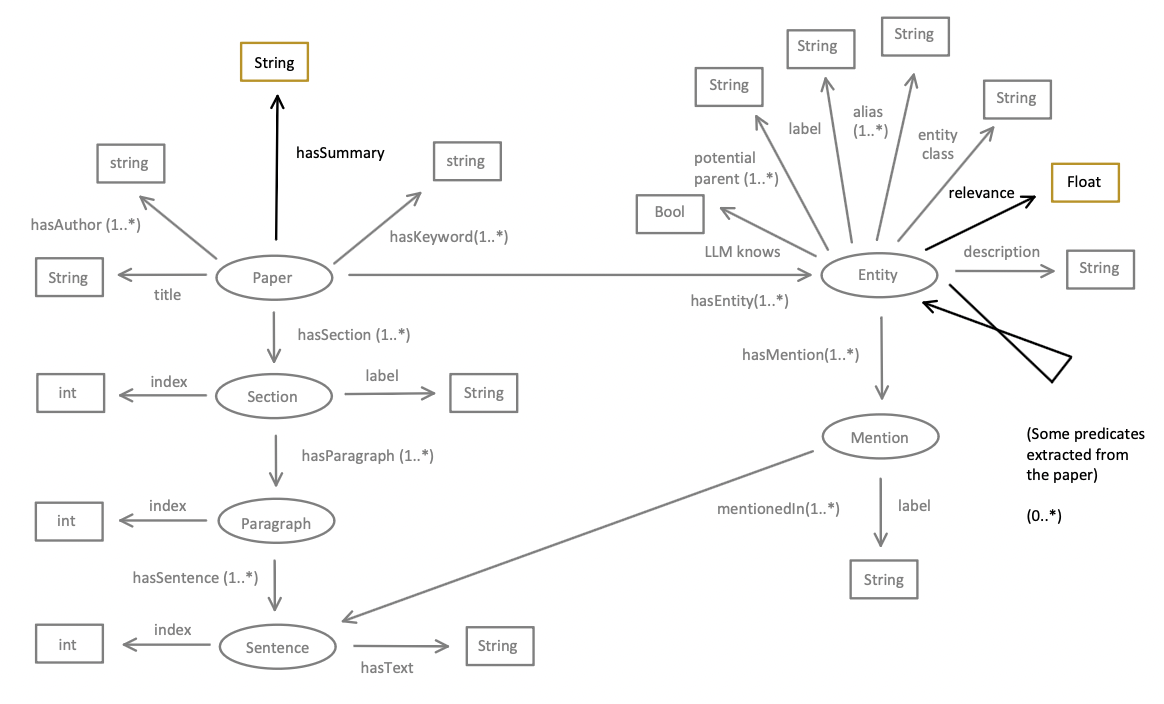 String
String
String
String
String
String
alias
(1..*)
label
entity
class
hasSummary
string
string
potential
parent (1..*)
relevance
Float
Bool
hasAuthor (1..*)
hasKeyword(1..*)
LLM knows
description
String
title
Paper
hasEntity(1..*)
Entity
String
hasSection (1..*)
hasMention(1..*)
int
index
Section
label
String
Mention
(Some predicates
extracted from
the paper)
(0..*)
hasParagraph (1..*)
int
index
Paragraph
mentionedIn(1..*)
label
hasSentence (1..*)
String
int
index
Sentence
hasText
String